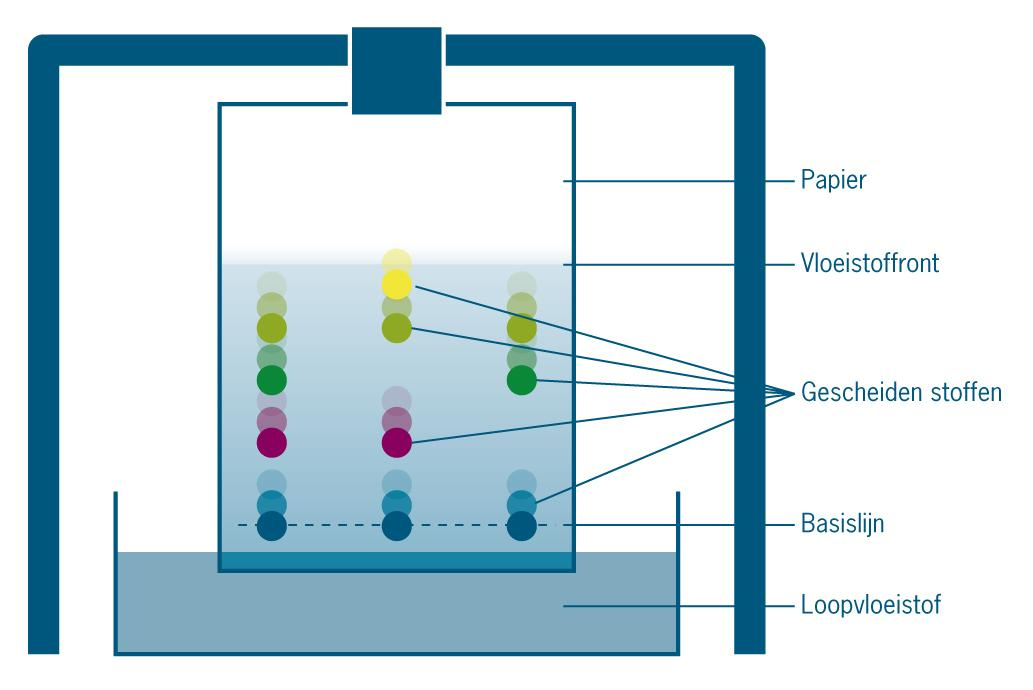 Papier
Vloeistoffront
Gescheiden stoffen
Basislijn
Loopvloeistof